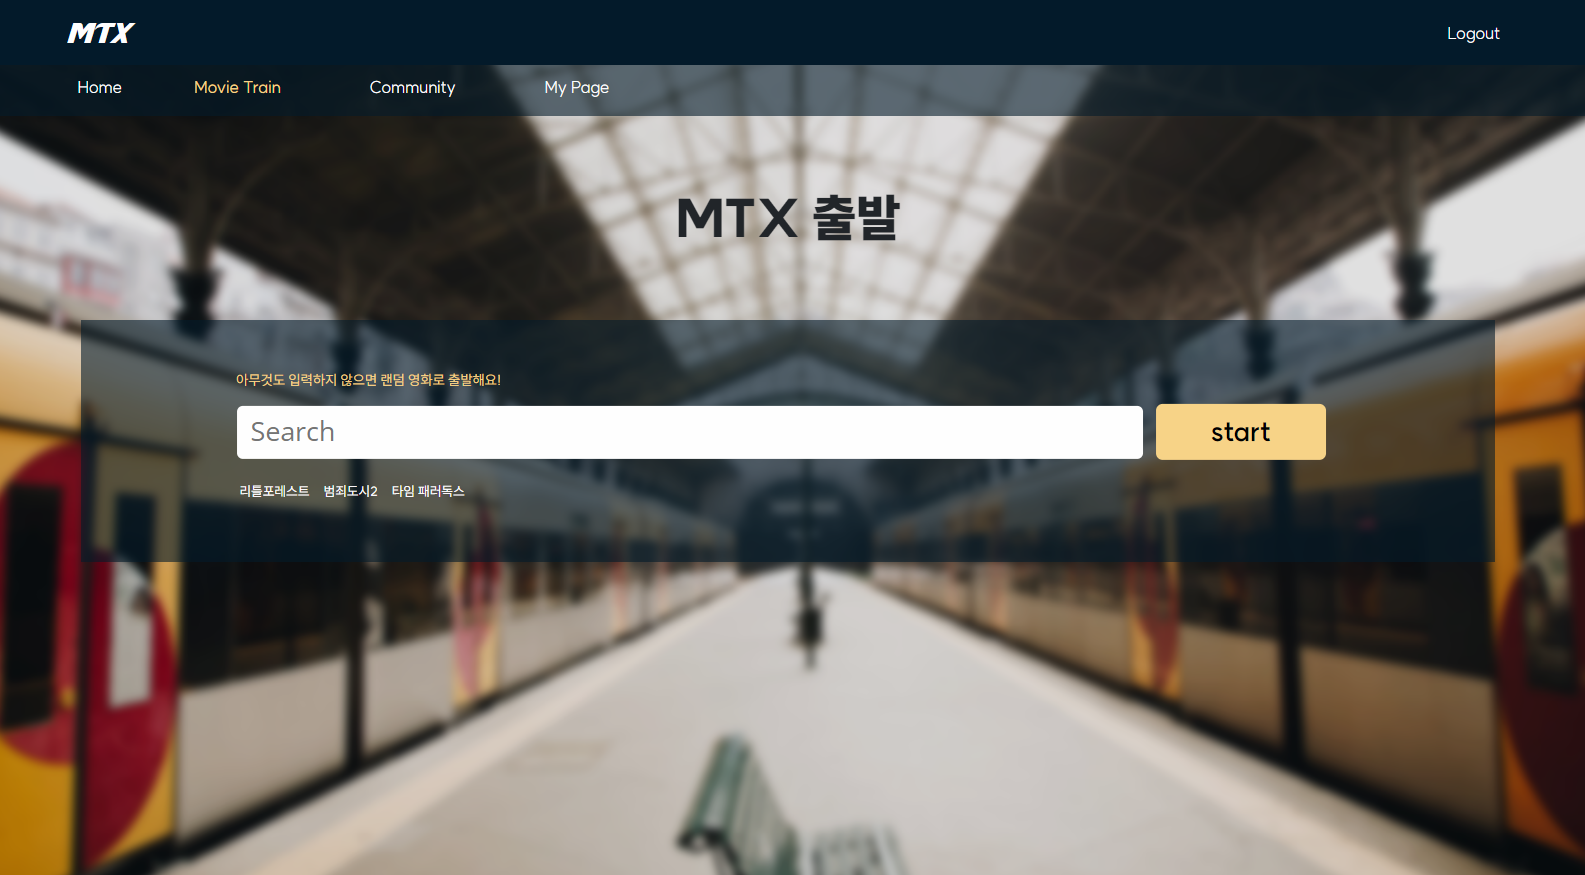 MTX
Logout
Home Movie Train Community My Page
MTX 출발
아무것도 입력하지 않으면 랜덤 영화로 출발해요!
Search
start
리틀포레스트 범죄도시2 타임 패러독스